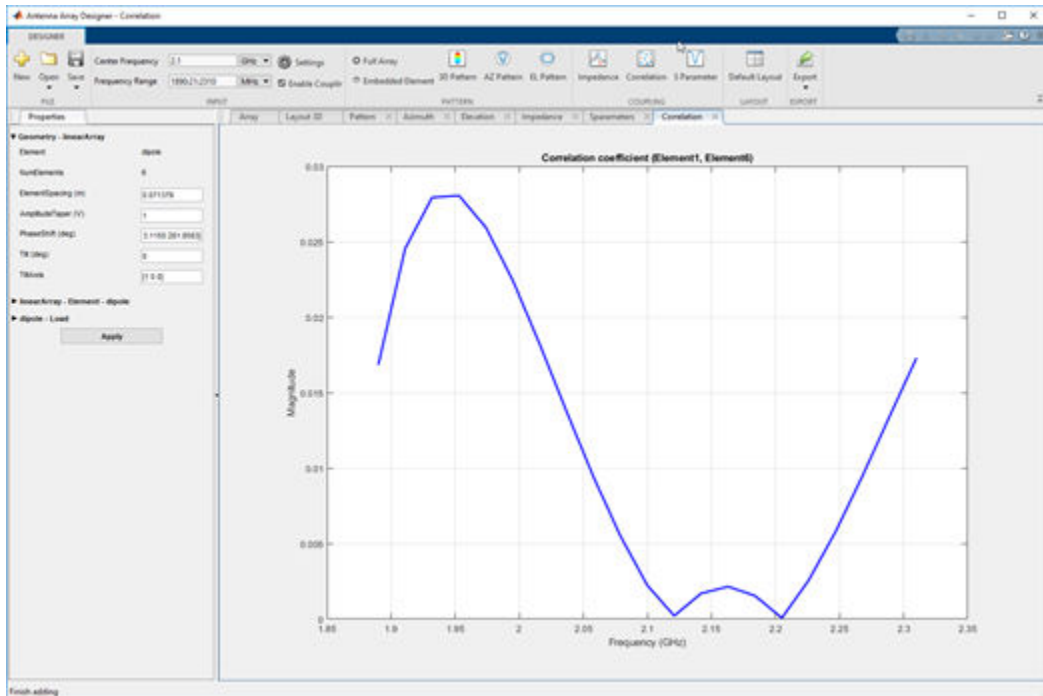 Antenna Array Designer - Correlation
DESIGNER
New Open Save
FILE
Center Frequency 2.1 GHz
Frequency Range 1890:21:2310 MHz
Settings
Enable Couplin
INPUT
Full Array
Embedded Element
3D Pattern AZ Pattern EL Pattern
PATTERN
Impedance Correlation S Parameter
COUPLING
Default Layout
LAYOUT
Export
EXPORT
Properties
Array Layout 3D Pattern Azimuth Elevation Impedance Sparameters Correlation
Geometry - linearArray
Element dipole
NumElements 6
ElementSpacing (m) 0.071379
AmplitudeTaper (V) 1
PhaseShift (deg)
Tilt (deg) 0
TiltAxis [1 0 0]
linearArray - Element - dipole
dipole - Load
Apply
Correlation coefficient (Element1, Element6)
0.03
0.025
0.02
0.015
0.01
0.005
0
Magnitude
1.85 1.9 1.95 2 2.05 2.1 2.15 2.2 2.25 2.3 2.35
Frequency (GHz)
Finish adding